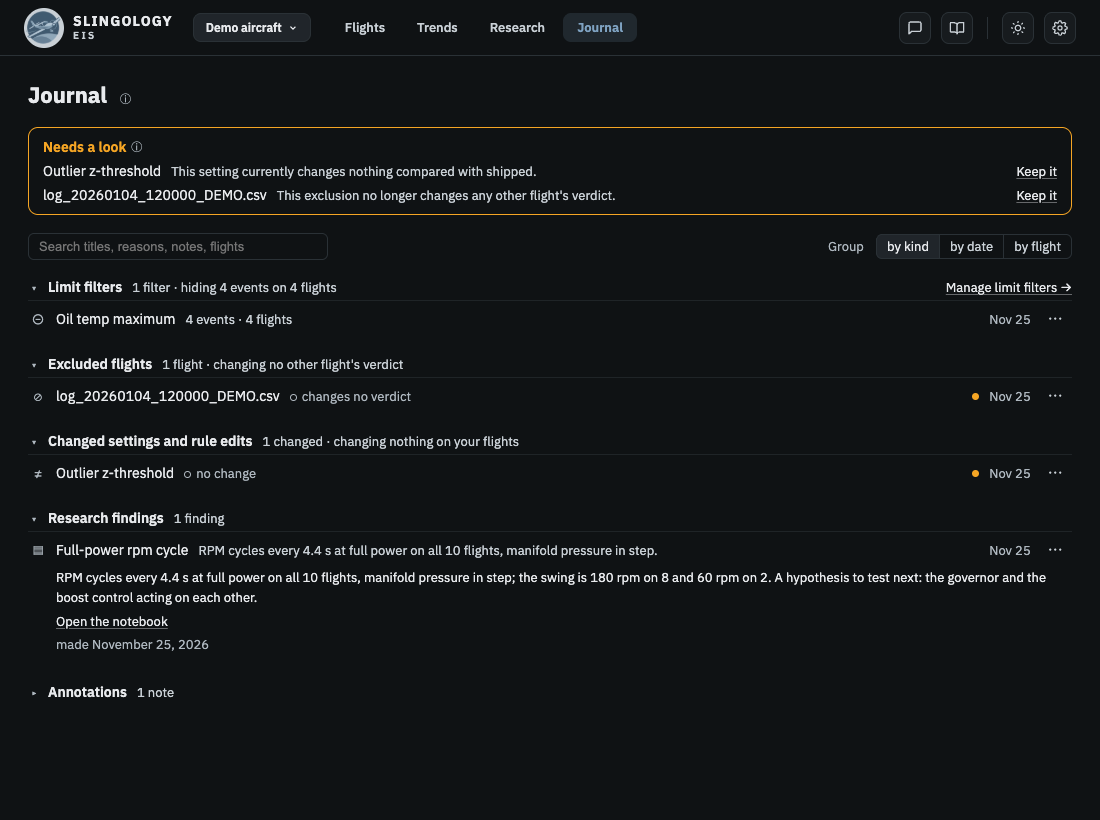 SLINGOLOGY
EIS
Demo aircraft
Flights
Trends
Research
Journal
Journal
Needs a look
Outlier z-threshold This setting currently changes nothing compared with shipped. Keep it
log_20260104_120000_DEMO.csv This exclusion no longer changes any other flight's verdict. Keep it
Search titles, reasons, notes, flights
Group by kind by date by flight
Limit filters 1 filter · hiding 4 events on 4 flights Manage limit filters →
Oil temp maximum 4 events · 4 flights Nov 25 ···
Excluded flights 1 flight · changing no other flight's verdict
log_20260104_120000_DEMO.csv changes no verdict Nov 25 ···
Changed settings and rule edits 1 changed · changing nothing on your flights
≠ Outlier z-threshold no change Nov 25 ···
Research findings 1 finding
Full-power rpm cycle RPM cycles every 4.4 s at full power on all 10 flights, manifold pressure in step. Nov 25 ···
RPM cycles every 4.4 s at full power on all 10 flights, manifold pressure in step; the swing is 180 rpm on 8 and 60 rpm on 2. A hypothesis to test next: the governor and the
boost control acting on each other.
Open the notebook
made November 25, 2026
Annotations 1 note